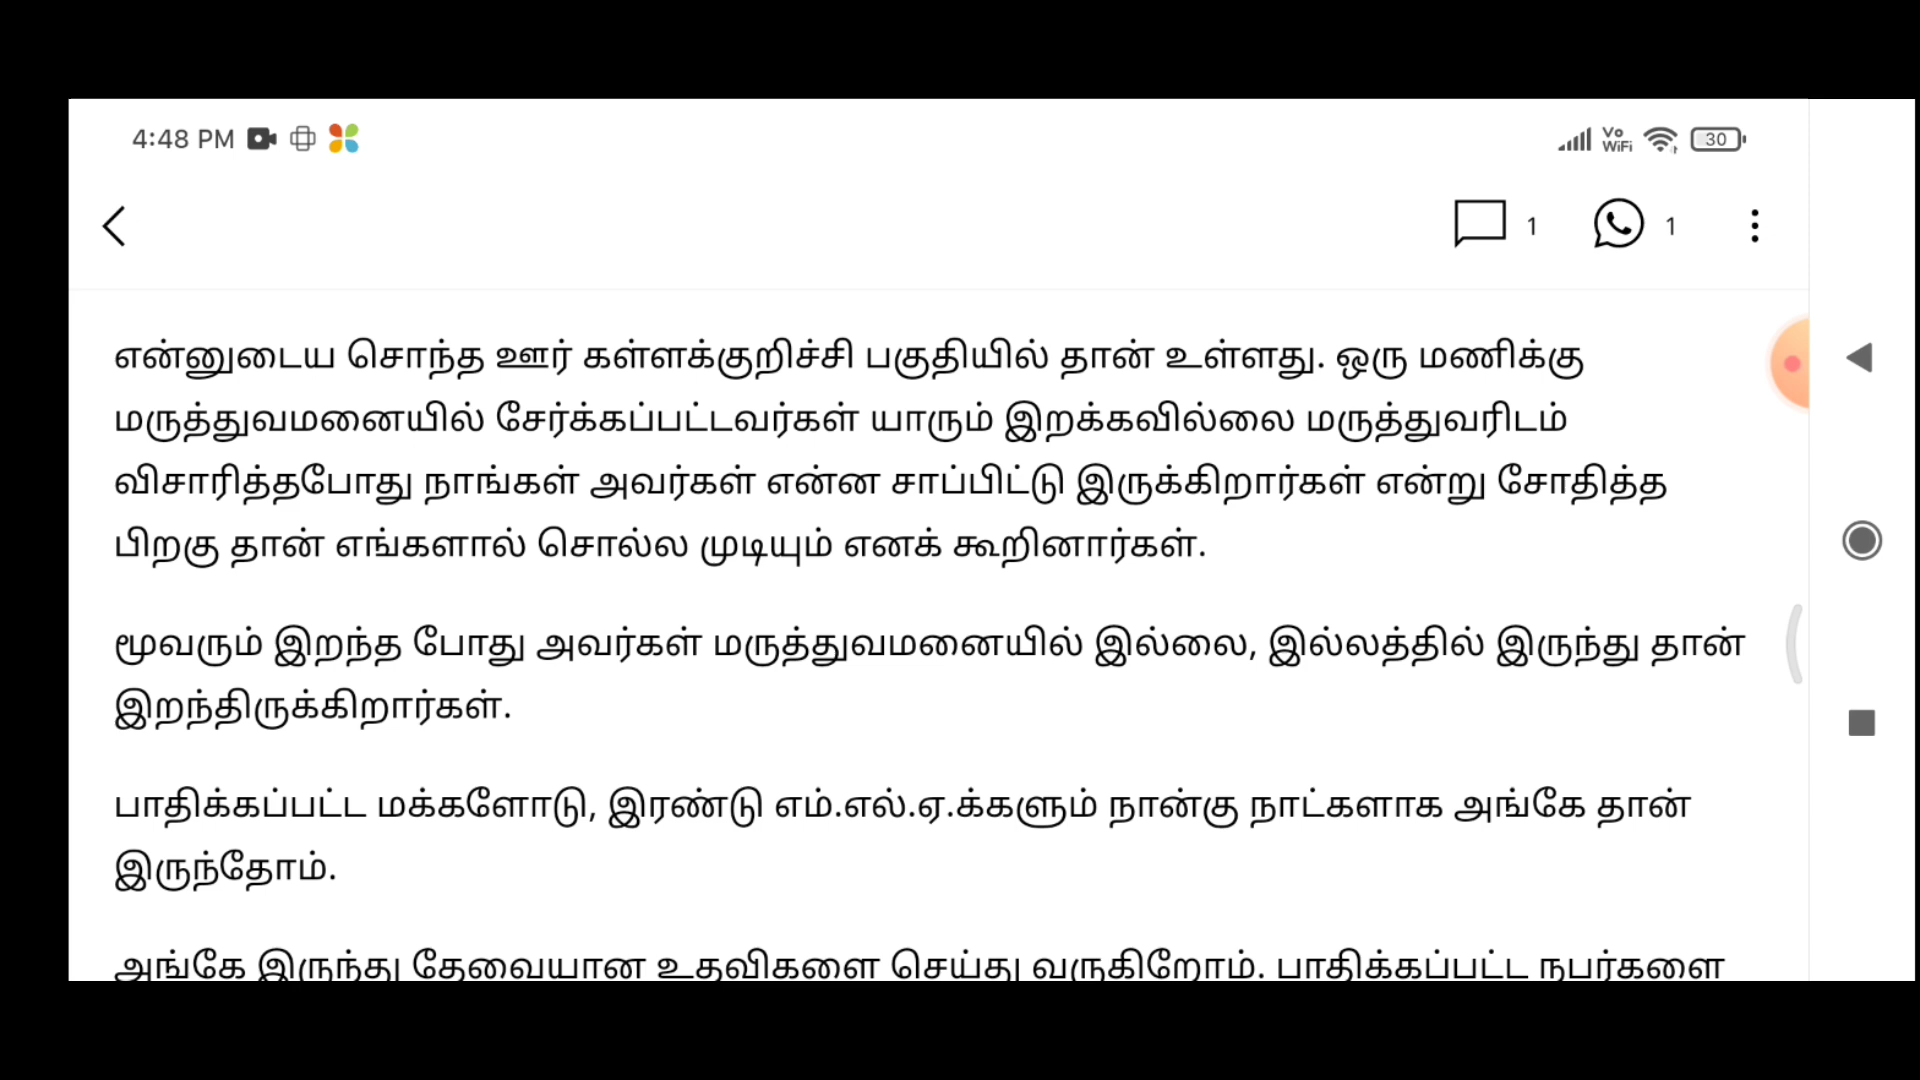 4:48 PM
Vo
WiFi
30
1
1
என்னுடைய சொந்த ஊர் கள்ளக்குறிச்சி பகுதியில் தான் உள்ளது. ஒரு மணிக்கு
மருத்துவமனையில் சேர்க்கப்பட்டவர்கள் யாரும் இறக்கவில்லை மருத்துவரிடம்
விசாரித்தபோது நாங்கள் அவர்கள் என்ன சாப்பிட்டு இருக்கிறார்கள் என்று சோதித்த
பிறகு தான் எங்களால் சொல்ல முடியும் எனக் கூறினார்கள்.
மூவரும் இறந்த போது அவர்கள் மருத்துவமனையில் இல்லை, இல்லத்தில் இருந்து தான்
இறந்திருக்கிறார்கள்.
பாதிக்கப்பட்ட மக்களோடு, இரண்டு எம்.எல்.ஏ.க்களும் நான்கு நாட்களாக அங்கே தான்
இருந்தோம்.
அங்கே இருந்து தேவையான உதவிகளை செய்து வருகிறோம். பாதிக்கப்பட்ட நபர்களை